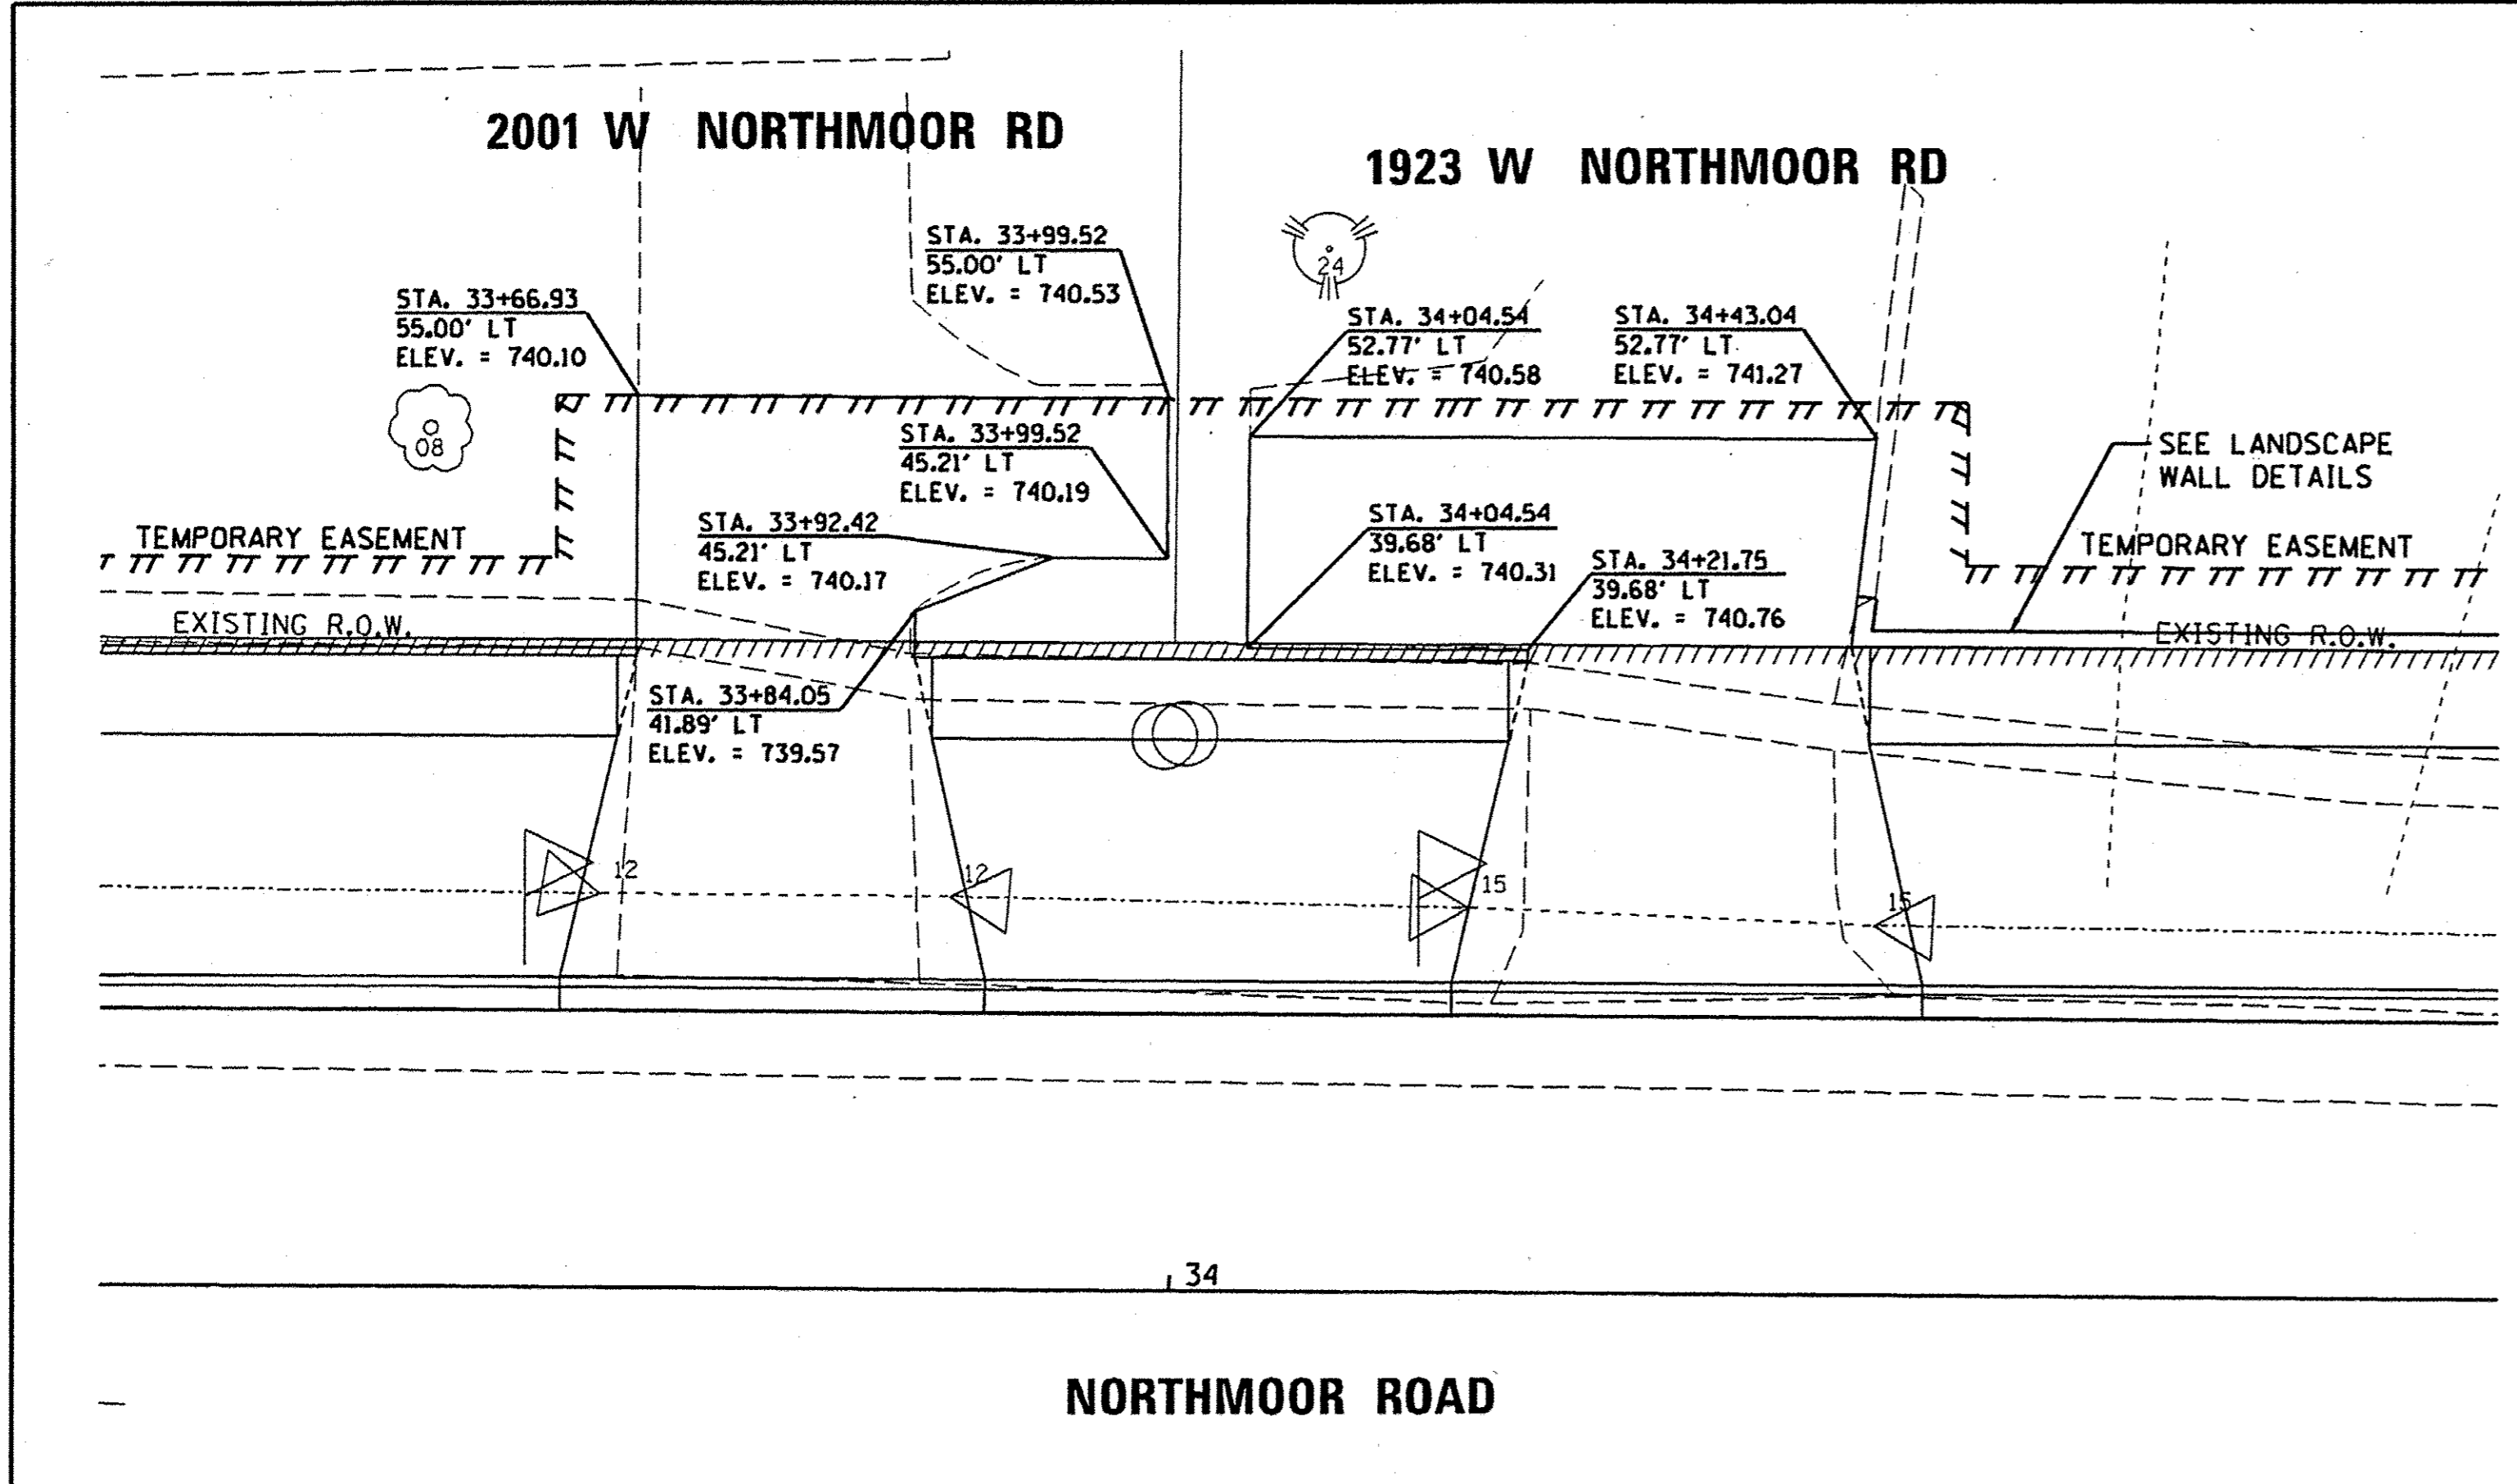 2001 W NORTHMOOR RD
1923 W NORTHMOOR RD
STA. 33+99.52
55.00' LT
ELEV. = 740.53
24
STA. 33+66.93
55.00' LT
ELEV. = 740.10
STA. 34+04.54
52.77' LT
ELEV. = 740.58
STA. 34+43.04
52.77' LT
ELEV. = 741.27
08
STA. 33+99.52
45.21' LT
ELEV. = 740.19
SEE LANDSCAPE
WALL DETAILS
STA. 33+92.42
45.21' LT
ELEV. = 740.17
STA. 34+04.54
39.68' LT
ELEV. = 740.31
TEMPORARY EASEMENT
STA. 34+21.75
39.68' LT
ELEV. = 740.76
TEMPORARY EASEMENT
EXISTING R.O.W.
EXISTING R.O.W.
STA. 33+84.05
41.89' LT
ELEV. = 739.57
12
12
15
15
34
NORTHMOOR ROAD